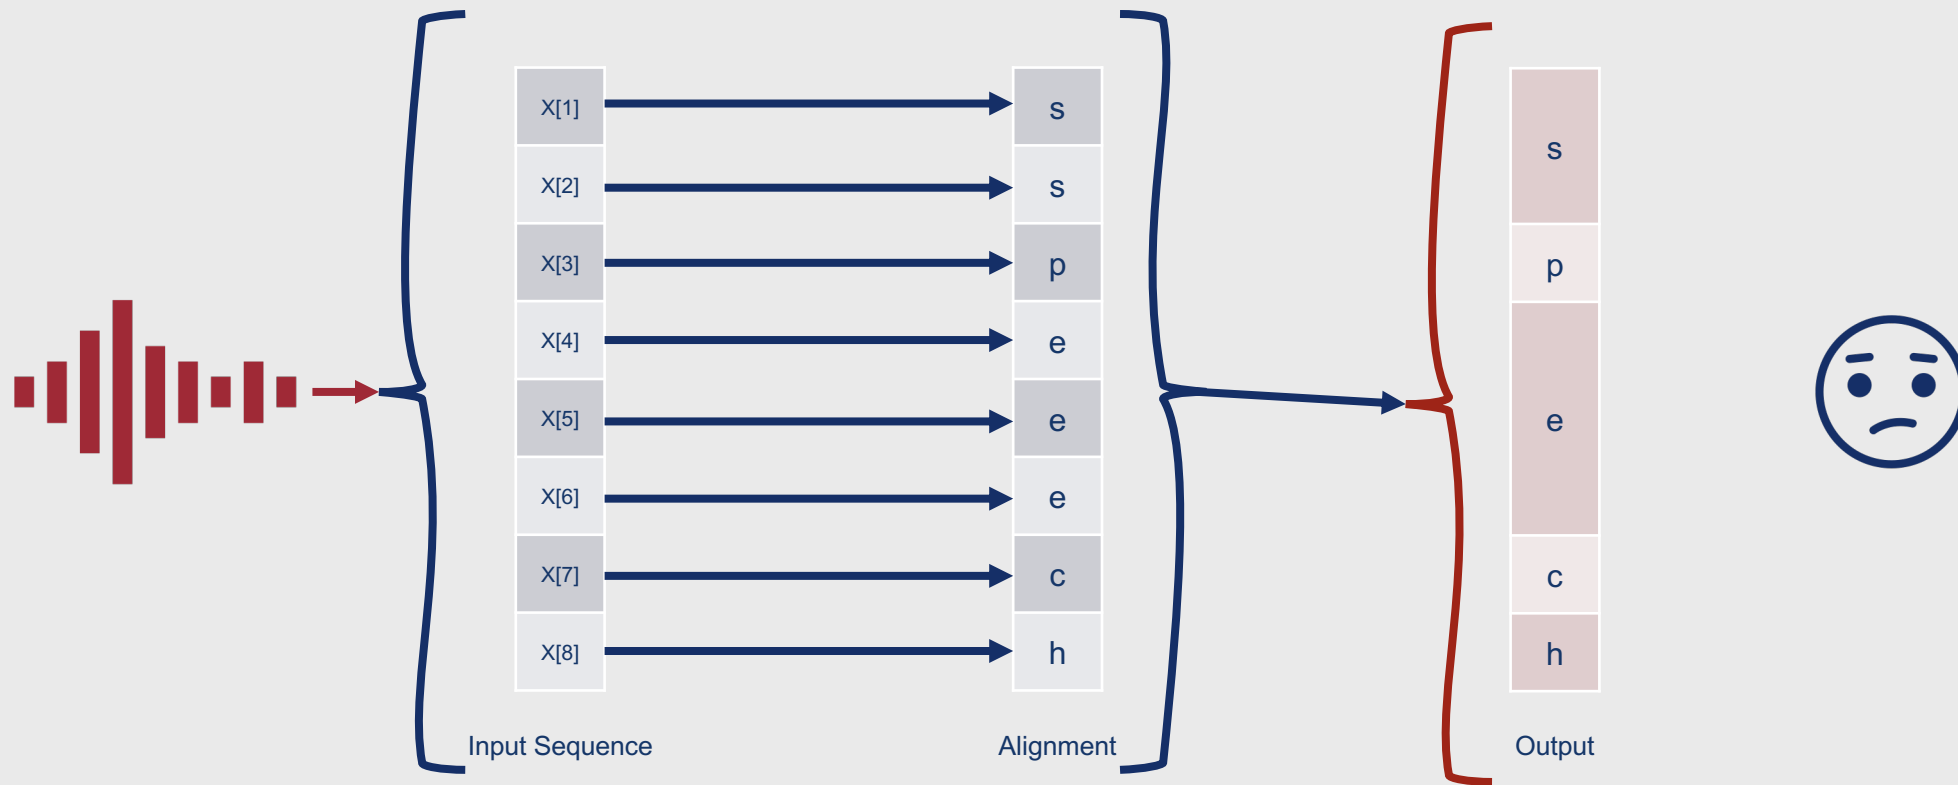 X[1]
X[2]
X[3]
X[4]
X[5]
X[6]
X[7]
X[8]
Input Sequence
s
s
p
e
e
e
c
h
Alignment
s
p
e
c
h
Output